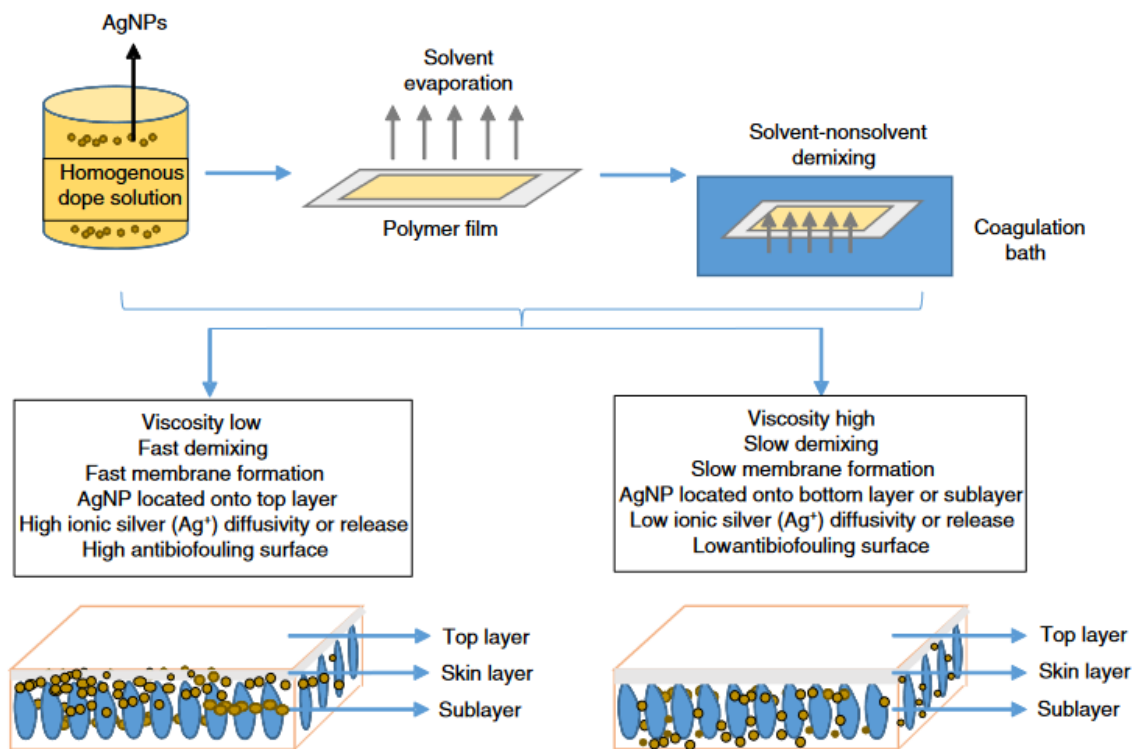 AgNPs
Homogenous
dope solution
Solvent
evaporation
Polymer film
Solvent-nonsolvent
demixing
Coagulation
bath
Viscosity low
Fast demixing
Fast membrane formation
AgNP located onto top layer
High ionic silver (Ag⁺) diffusivity or release
High antibiofouling surface
Viscosity high
Slow demixing
Slow membrane formation
AgNP located onto bottom layer or sublayer
Low ionic silver (Ag⁺) diffusivity or release
Lowantibiofouling surface
Top layer
Skin layer
Sublayer
Top layer
Skin layer
Sublayer